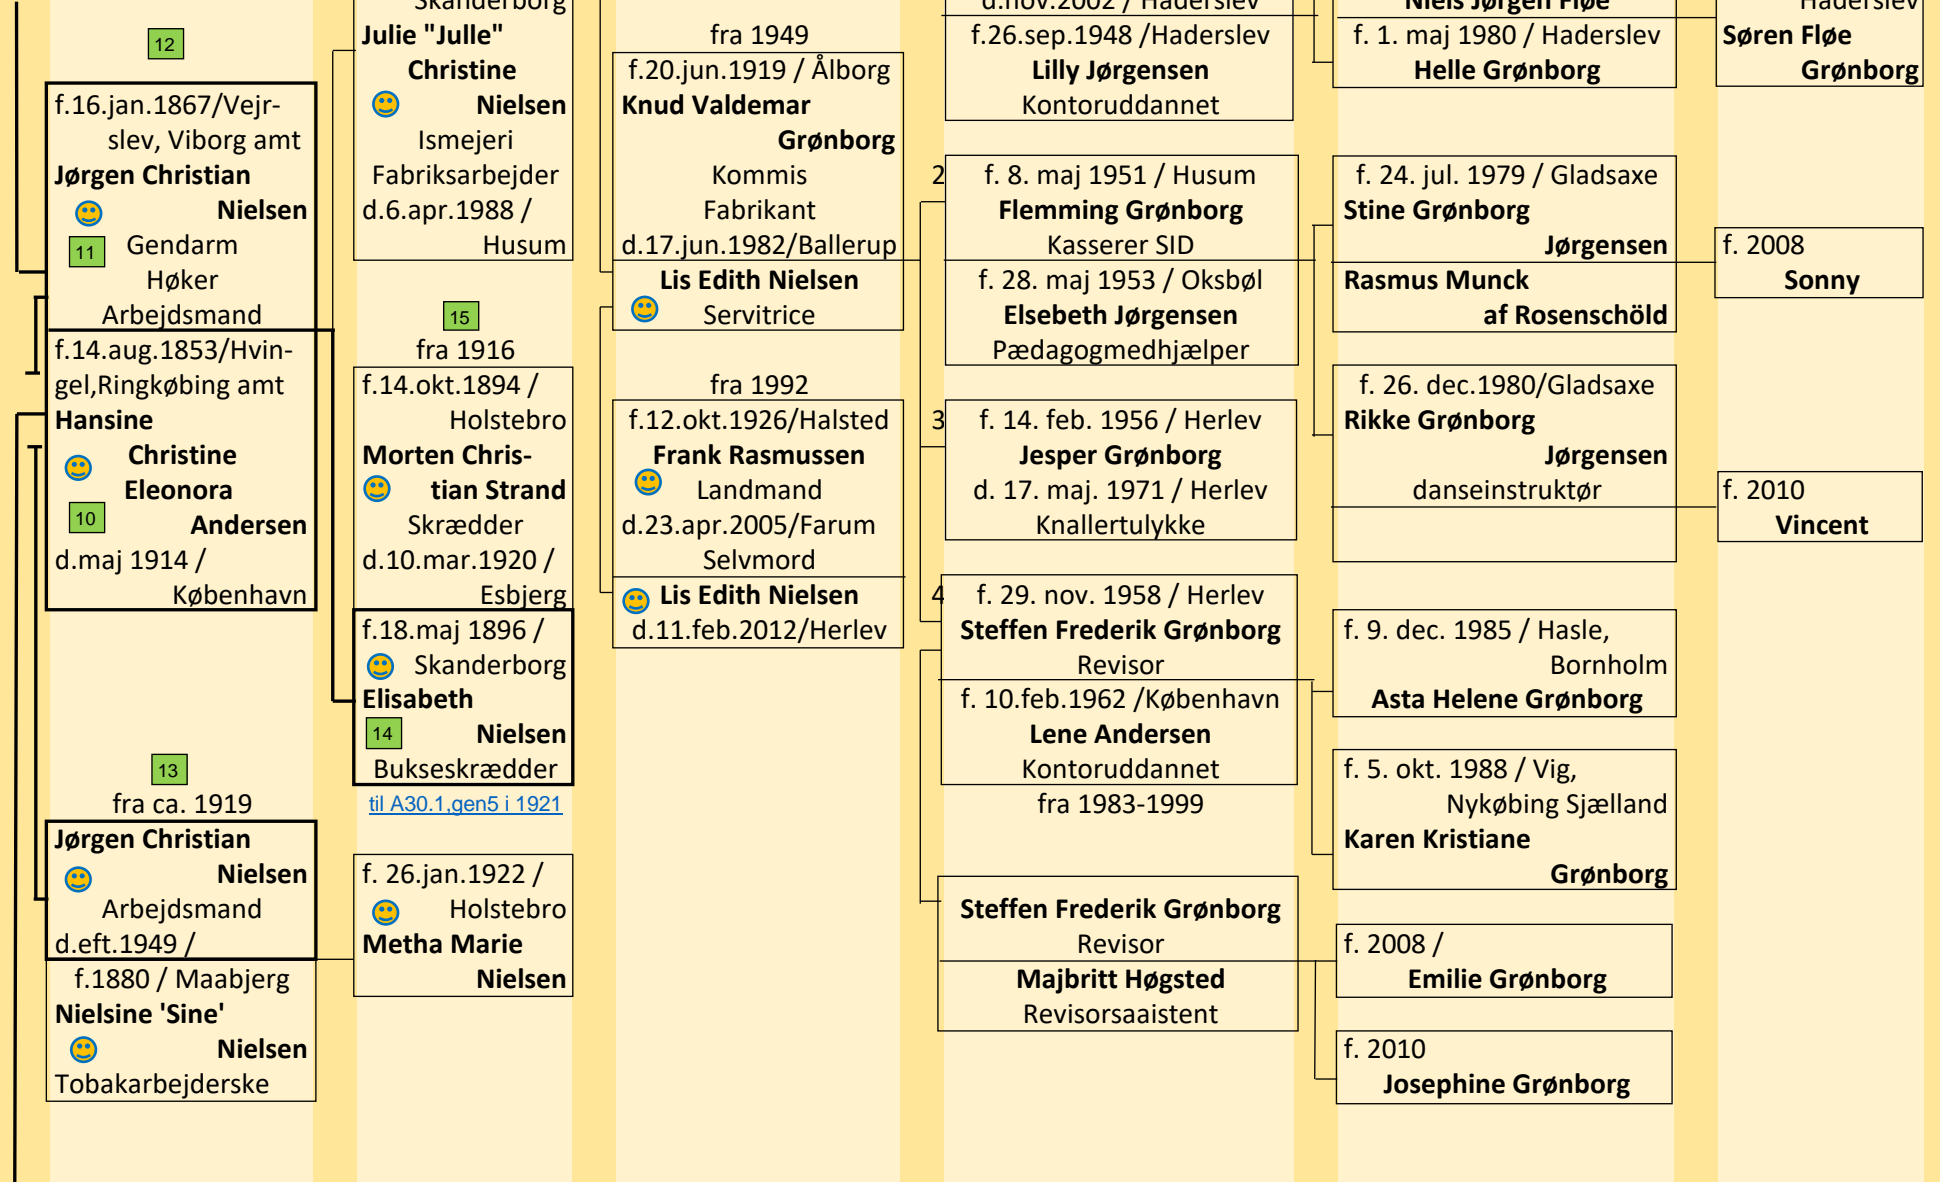 12
f.16.jan.1867/Vejr-
slev, Viborg amt
Jørgen Christian
Nielsen
11
Gendarm
Høker
Arbejdsmand
f.14.aug.1853/Hvin-
gel,Ringkøbing amt
Hansine
Christine
Eleonora
10
Andersen
d.maj 1914 /
København
13
fra ca. 1919
Jørgen Christian
Nielsen
Arbejdsmand
d.eft.1949 /
f.1880 / Maabjerg
Nielsine 'Sine'
Nielsen
Tobakarbejderske
Skanderborg
Julie "Julle"
Christine
Nielsen
Ismejeri
Fabriksarbejder
d.6.apr.1988 /
Husum
15
fra 1916
f.14.okt.1894 /
Holstebro
Morten Chris-
tian Strand
Skrædder
d.10.mar.1920 /
Esbjerg
f.18.maj 1896 /
Skanderborg
Elisabeth
14
Nielsen
Bukseskrædder
til A30.1,gen5 i 1921
f. 26.jan.1922 /
Holstebro
Metha Marie
Nielsen
fra 1949
f.20.jun.1919 / Ålborg
Knud Valdemar
Grønborg
Kommis
Fabrikant
d.17.jun.1982/Ballerup
Lis Edith Nielsen
Servitrice
fra 1992
f.12.okt.1926/Halsted
Frank Rasmussen
Landmand
d.23.apr.2005/Farum
Selvmord
Lis Edith Nielsen
d.11.feb.2012/Herlev
d.nov.2002 / Haderslev
f.26.sep.1948 /Haderslev
Lilly Jørgensen
Kontoruddannet
2
f. 8. maj 1951 / Husum
Flemming Grønborg
Kasserer SID
f. 28. maj 1953 / Oksbøl
Elsebeth Jørgensen
Pædagogmedhjælper
3
f. 14. feb. 1956 / Herlev
Jesper Grønborg
d. 17. maj. 1971 / Herlev
Knallertulykke
4
f. 29. nov. 1958 / Herlev
Steffen Frederik Grønborg
Revisor
f. 10.feb.1962 /København
Lene Andersen
Kontoruddannet
fra 1983-1999
Steffen Frederik Grønborg
Revisor
Majbritt Høgsted
Revisorsaaistent
Niels Jørgen Fløe
f. 1. maj 1980 / Haderslev
Helle Grønborg
f. 24. jul. 1979 / Gladsaxe
Stine Grønborg
Jørgensen
Rasmus Munck
af Rosenschöld
f. 26. dec.1980/Gladsaxe
Rikke Grønborg
Jørgensen
danseinstruktør
f. 9. dec. 1985 / Hasle,
Bornholm
Asta Helene Grønborg
f. 5. okt. 1988 / Vig,
Nykøbing Sjælland
Karen Kristiane
Grønborg
f. 2008 /
Emilie Grønborg
f. 2010
Josephine Grønborg
Haderslev
Søren Fløe
Grønborg
f. 2008
Sonny
f. 2010
Vincent